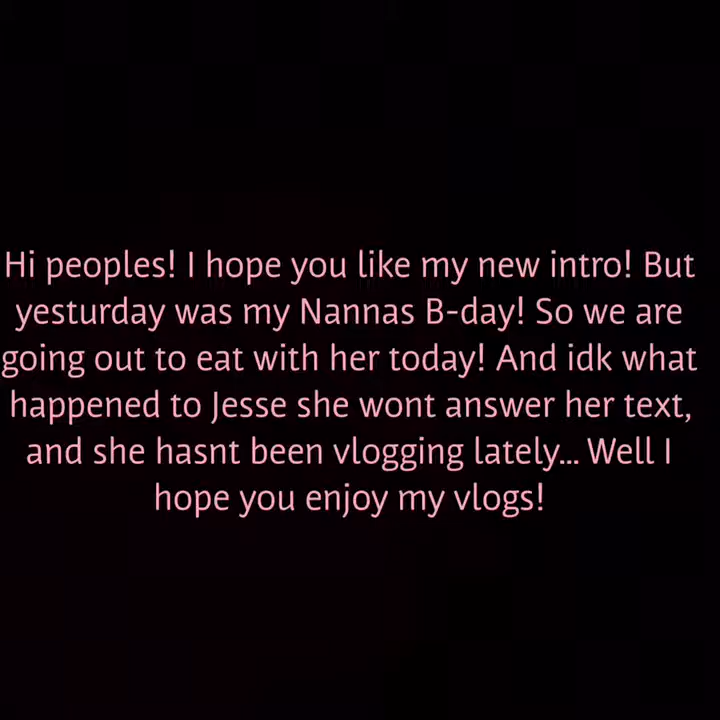 Hi peoples! I hope you like my new intro! But
yesturday was my Nannas B-day! So we are
going out to eat with her today! And idk what
happened to Jesse she wont answer her text,
and she hasnt been vlogging lately... Well I
hope you enjoy my vlogs!